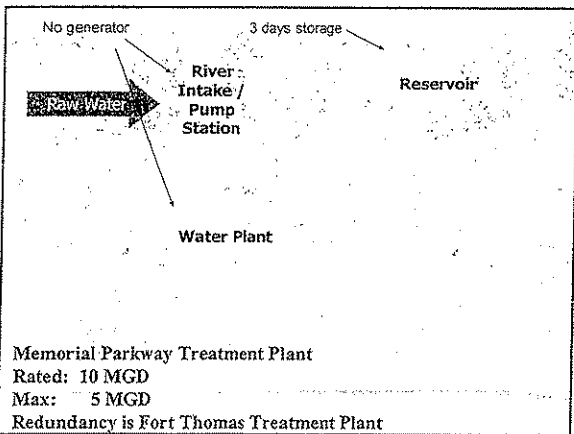 No generator
3 days storage
River
Intake /
Pump
Station
Reservoir
Raw Water
Water Plant
Memorial Parkway Treatment Plant
Rated: 10 MGD
Max: 5 MGD
Redundancy is Fort Thomas Treatment Plant